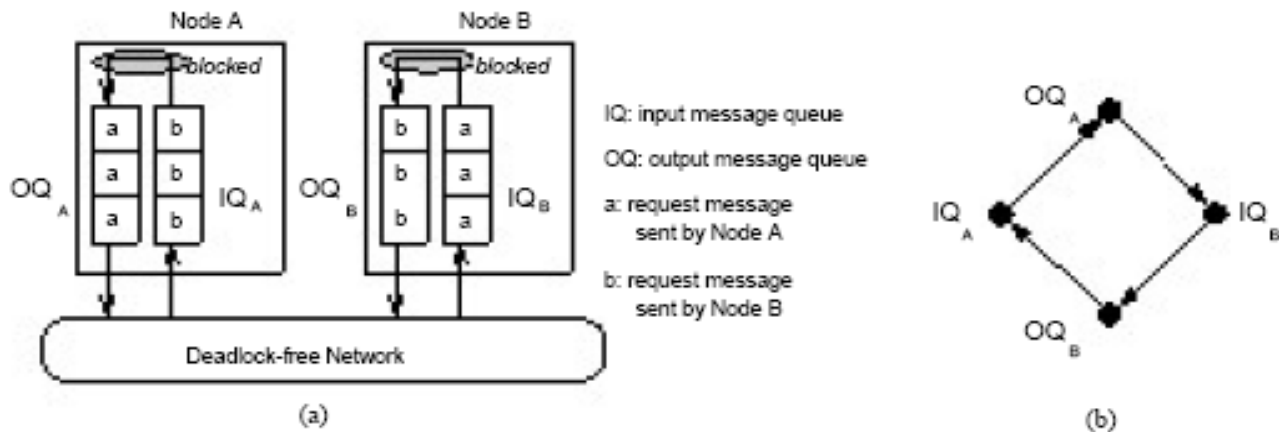 Node A
Node B
blocked
blocked
a
a
a
b
b
b
b
b
b
a
a
a
OQ A
IQ A
OQ B
IQ B
IQ: input message queue
OQ: output message queue
a: request message
sent by Node A
b: request message
sent by Node B
Deadlock-free Network
(a)
OQ A
IQ A
IQ B
OQ B
(b)